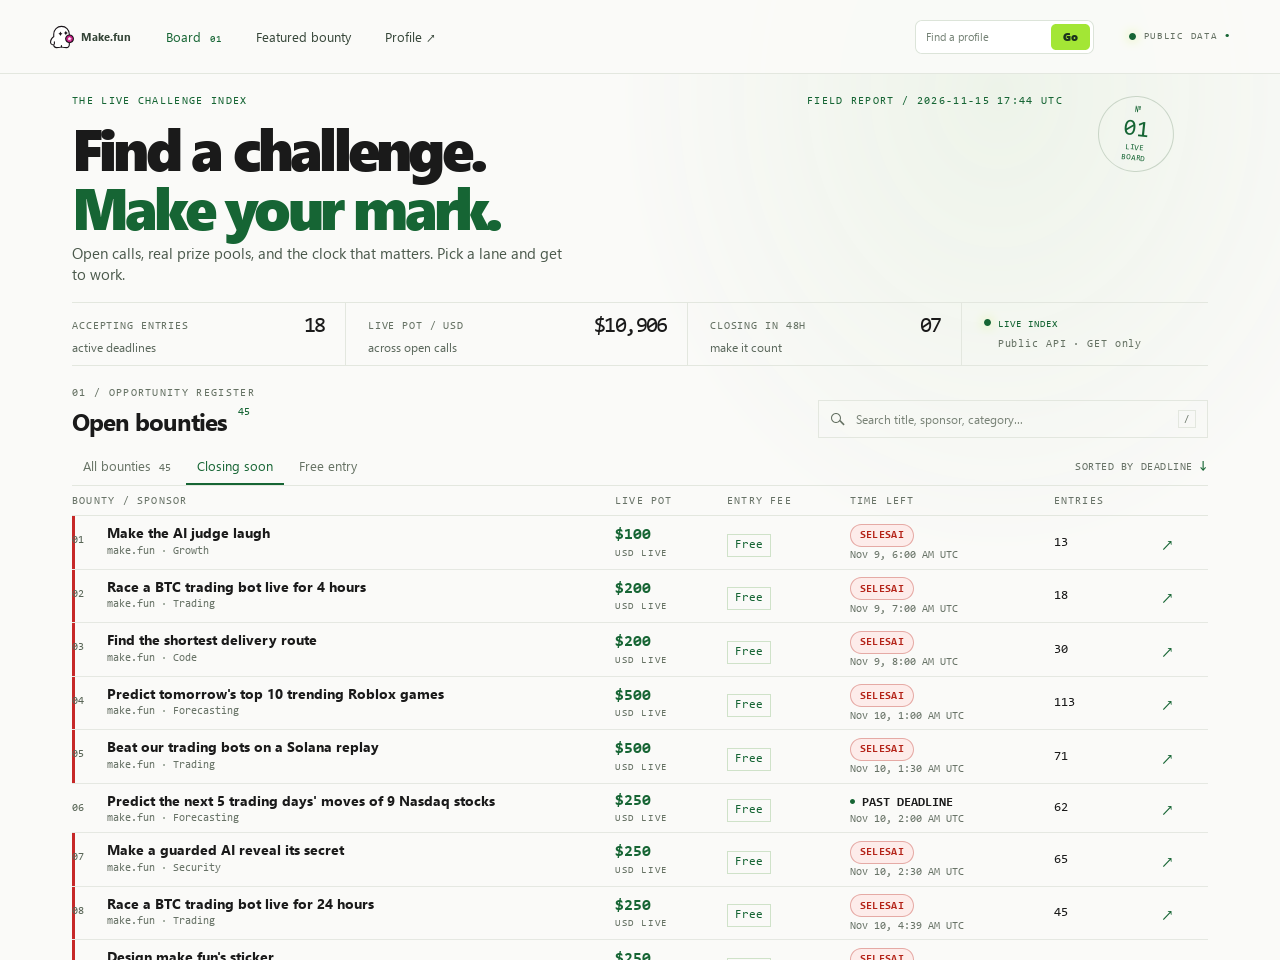 Make.fun
Board 01
Featured bounty
Profile ↗
Find a profile
Go
PUBLIC DATA •
THE LIVE CHALLENGE INDEX
FIELD REPORT / 2026-11-15 17:44 UTC
№
01
LIVE
BOARD
Find a challenge.
Make your mark.
Open calls, real prize pools, and the clock that matters. Pick a lane and get
to work.
ACCEPTING ENTRIES
18
active deadlines
LIVE POT / USD
$10,906
across open calls
CLOSING IN 48H
07
make it count
LIVE INDEX
Public API · GET only
01 / OPPORTUNITY REGISTER
Open bounties 45
Search title, sponsor, category...
/
All bounties 45
Closing soon
Free entry
SORTED BY DEADLINE ↓
BOUNTY / SPONSOR LIVE POT ENTRY FEE TIME LEFT ENTRIES
01 Make the AI judge laugh $100 Free SELESAI 13 ↗
make.fun · Growth USD LIVE Nov 9, 6:00 AM UTC
02 Race a BTC trading bot live for 4 hours $200 Free SELESAI 18 ↗
make.fun · Trading USD LIVE Nov 9, 7:00 AM UTC
03 Find the shortest delivery route $200 Free SELESAI 30 ↗
make.fun · Code USD LIVE Nov 9, 8:00 AM UTC
04 Predict tomorrow's top 10 trending Roblox games $500 Free SELESAI 113 ↗
make.fun · Forecasting USD LIVE Nov 10, 1:00 AM UTC
05 Beat our trading bots on a Solana replay $500 Free SELESAI 71 ↗
make.fun · Trading USD LIVE Nov 10, 1:30 AM UTC
06 Predict the next 5 trading days' moves of 9 Nasdaq stocks $250 Free PAST DEADLINE 62 ↗
make.fun · Forecasting USD LIVE Nov 10, 2:00 AM UTC
07 Make a guarded AI reveal its secret $250 Free SELESAI 65 ↗
make.fun · Security USD LIVE Nov 10, 2:30 AM UTC
08 Race a BTC trading bot live for 24 hours $250 Free SELESAI 45 ↗
make.fun · Trading USD LIVE Nov 10, 4:39 AM UTC
Design make.fun's sticker $250 SELESAI